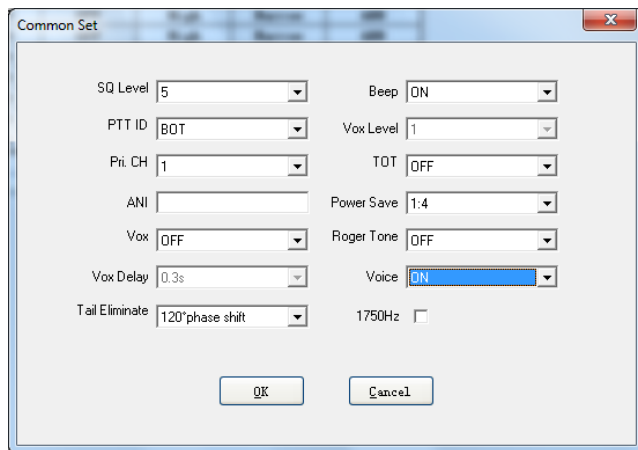 Common Set
SQ Level 5 Beep ON
PTT ID BOT Vox Level 1
Pri. CH 1 TOT OFF
ANI Power Save 1:4
Vox OFF Roger Tone OFF
Vox Delay 0.3s Voice ON
Tail Eliminate 120°phase shift 1750Hz
OK Cancel